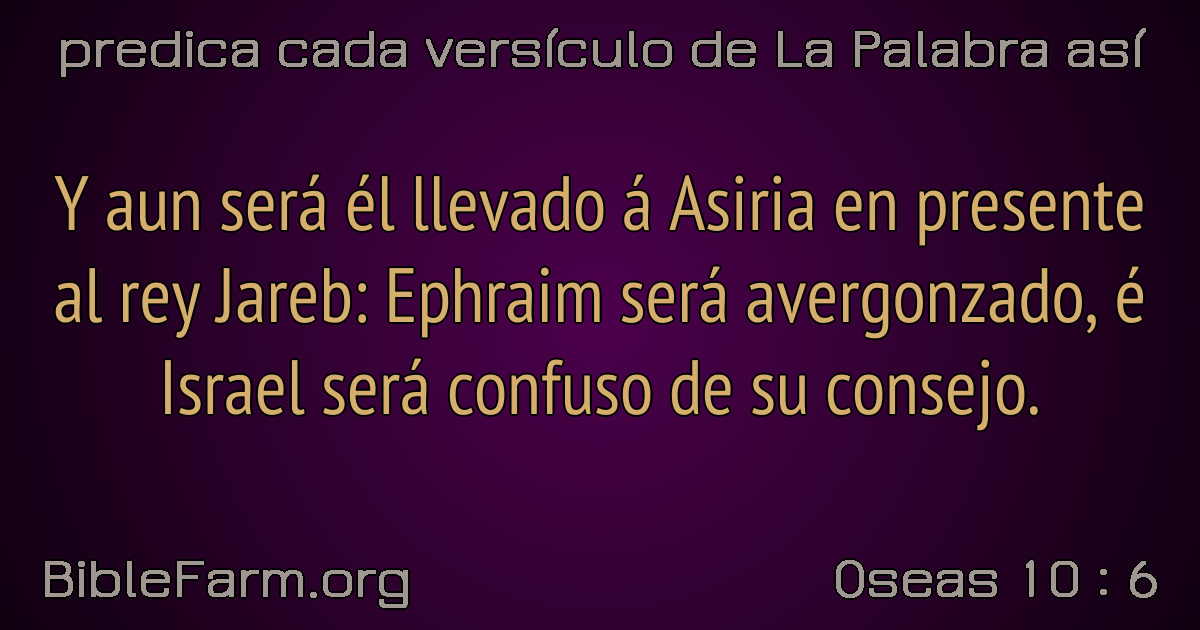 predica cada versículo de La Palabra así
Y aun será él llevado á Asiria en presente
al rey Jareb: Ephraim será avergonzado, é
Israel será confuso de su consejo.
BibleFarm.org
Oseas 10 : 6